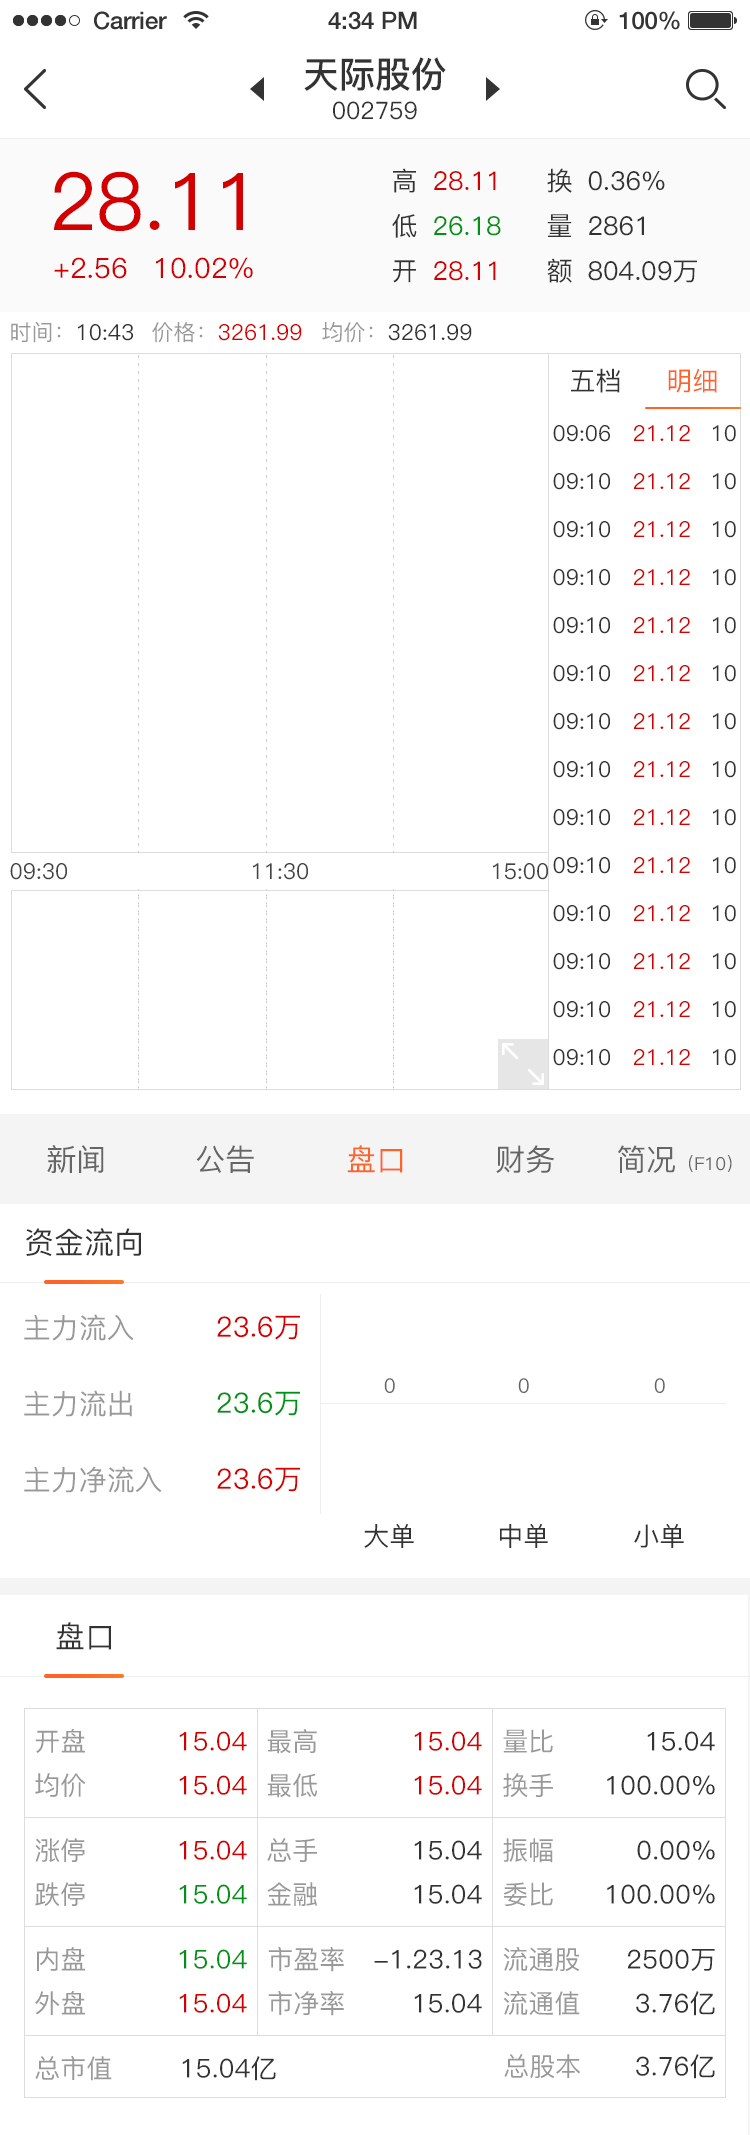 Carrier 4:34 PM 100%
天际股份
002759
28.11
+2.56 10.02%
高 28.11 换 0.36%
低 26.18 量 2861
开 28.11 额 804.09万
时间: 10:43 价格: 3261.99 均价: 3261.99
五档 明细
09:06 21.12 10
09:10 21.12 10
09:10 21.12 10
09:10 21.12 10
09:10 21.12 10
09:10 21.12 10
09:10 21.12 10
09:10 21.12 10
09:10 21.12 10
09:10 21.12 10
09:10 21.12 10
09:10 21.12 10
09:10 21.12 10
09:10 21.12 10
09:30 11:30 15:00
新闻 公告 盘口 财务 简况 (F10)
资金流向
主力流入 23.6万
主力流出 23.6万
主力净流入 23.6万
0 0 0
大单 中单 小单
盘口
开盘 15.04 最高 15.04 量比 15.04
均价 15.04 最低 15.04 换手 100.00%
涨停 15.04 总手 15.04 振幅 0.00%
跌停 15.04 金融 15.04 委比 100.00%
内盘 15.04 市盈率 –1.23.13 流通股 2500万
外盘 15.04 市净率 15.04 流通值 3.76亿
总市值 15.04亿 总股本 3.76亿